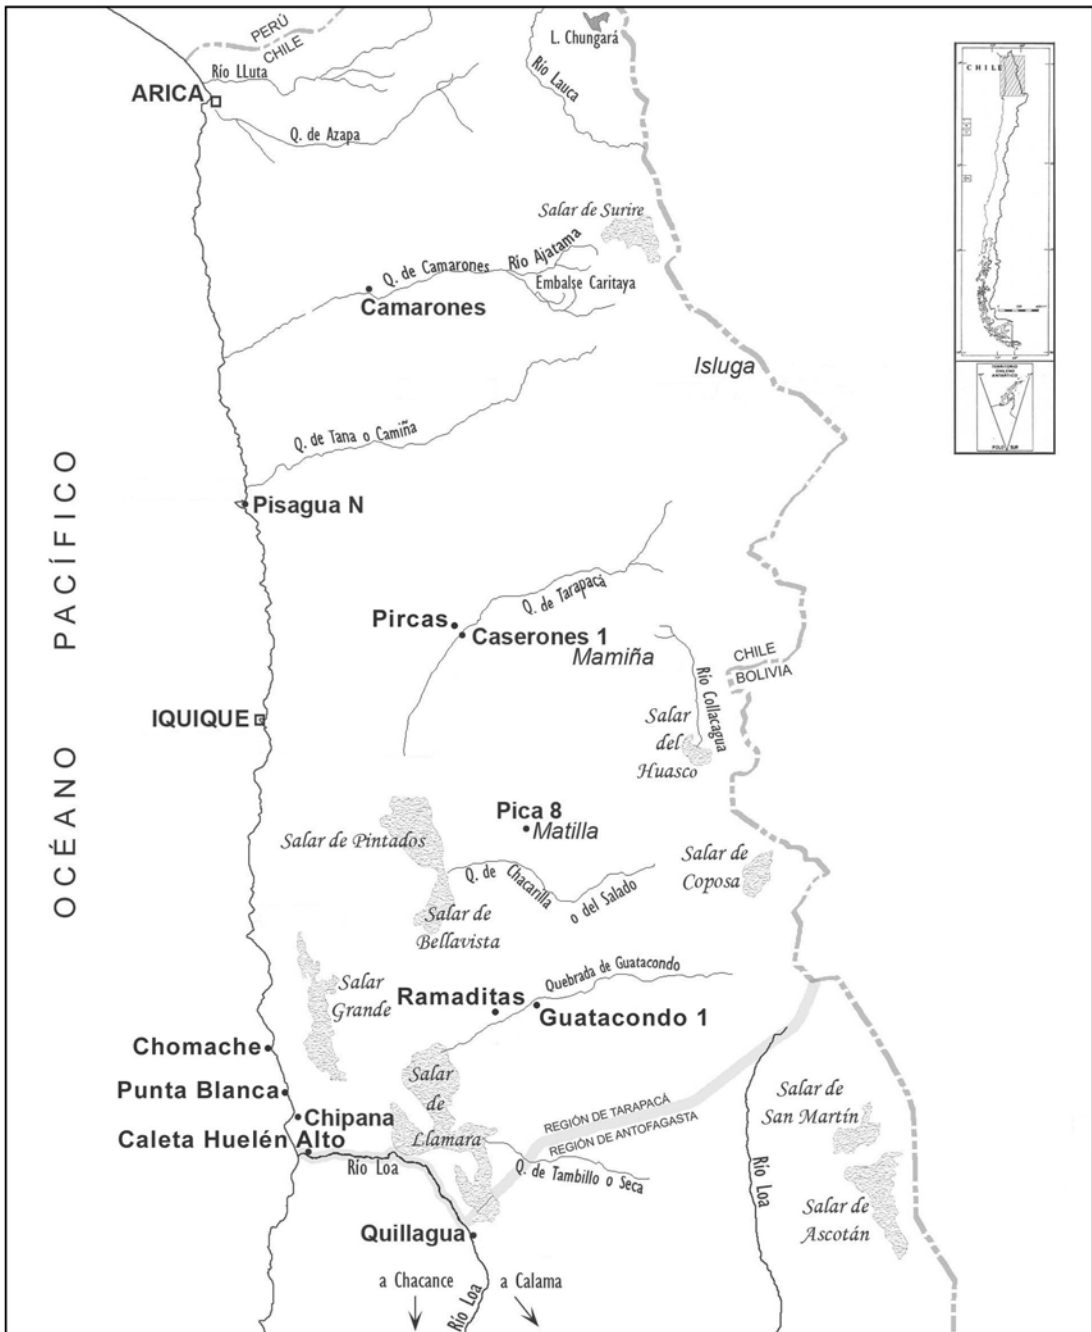 PERÚ
CHILE
L. Chungará
Río LLuta
ARICA
Río Lauca
Q. de Azapa
CHILE
Salar de Surire
Q. de Camarones
Río Ajatama
Embalse Caritaya
Camarones
Isluga
TERRITORIO
CHILENO
ANTÁRTICO
POLO SUR
Q. de Tana o Camiña
Pisagua N
OCÉANO PACÍFICO
Q. de Tarapacá
Pircas
Caserones 1
Mamiña
CHILE
BOLIVIA
Río Collacagua
IQUIQUE
Salar
del
Huasco
Pica 8
Matilla
Salar de Pintados
Q. de Chacarilla o del Salado
Salar de
Coposa
Salar de
Bellavista
Salar
Grande
Quebrada de Guatacondo
Ramaditas
Guatacondo 1
Chomache
Punta Blanca
Chipana
Caleta Huelén Alto
Salar
de
Llamara
REGIÓN DE TARAPACÁ
REGIÓN DE ANTOFAGASTA
Salar de
San Martín
Río Loa
Q. de Tambillo o Seca
Río Loa
Salar de
Ascotán
Quillagua
a Chacance
a Calama
Río Loa